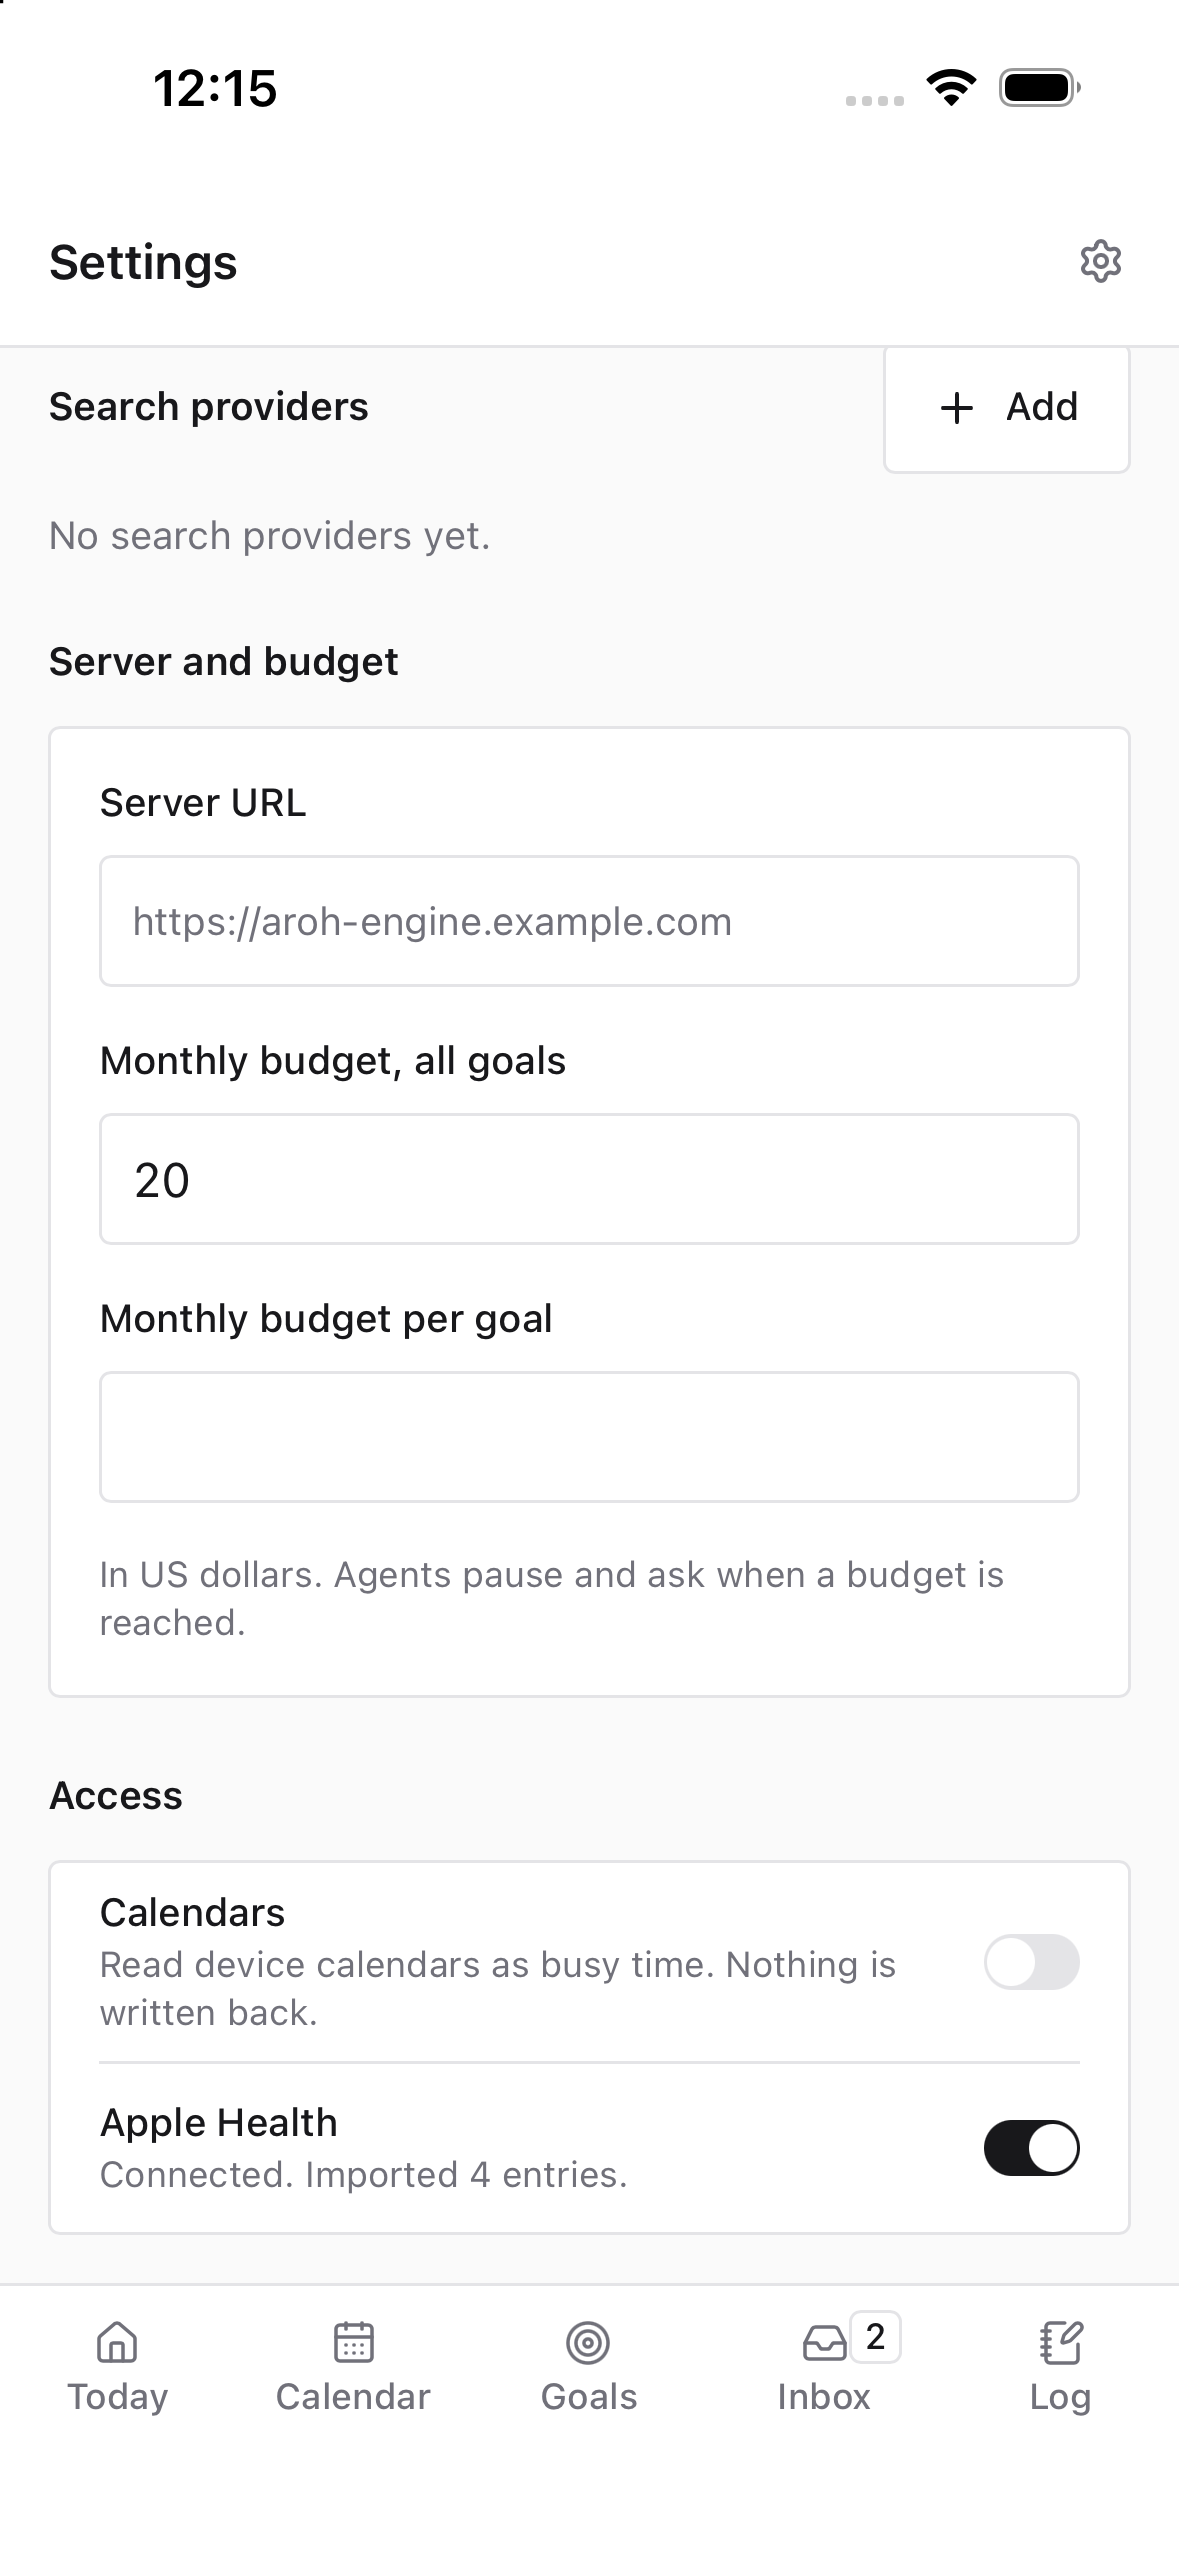 12:15
Settings
Search providers
Add
No search providers yet.
Server and budget
Server URL
https://aroh-engine.example.com
Monthly budget, all goals
20
Monthly budget per goal
In US dollars. Agents pause and ask when a budget is
reached.
Access
Calendars
Read device calendars as busy time. Nothing is
written back.
Apple Health
Connected. Imported 4 entries.
2
Today
Calendar
Goals
Inbox
Log